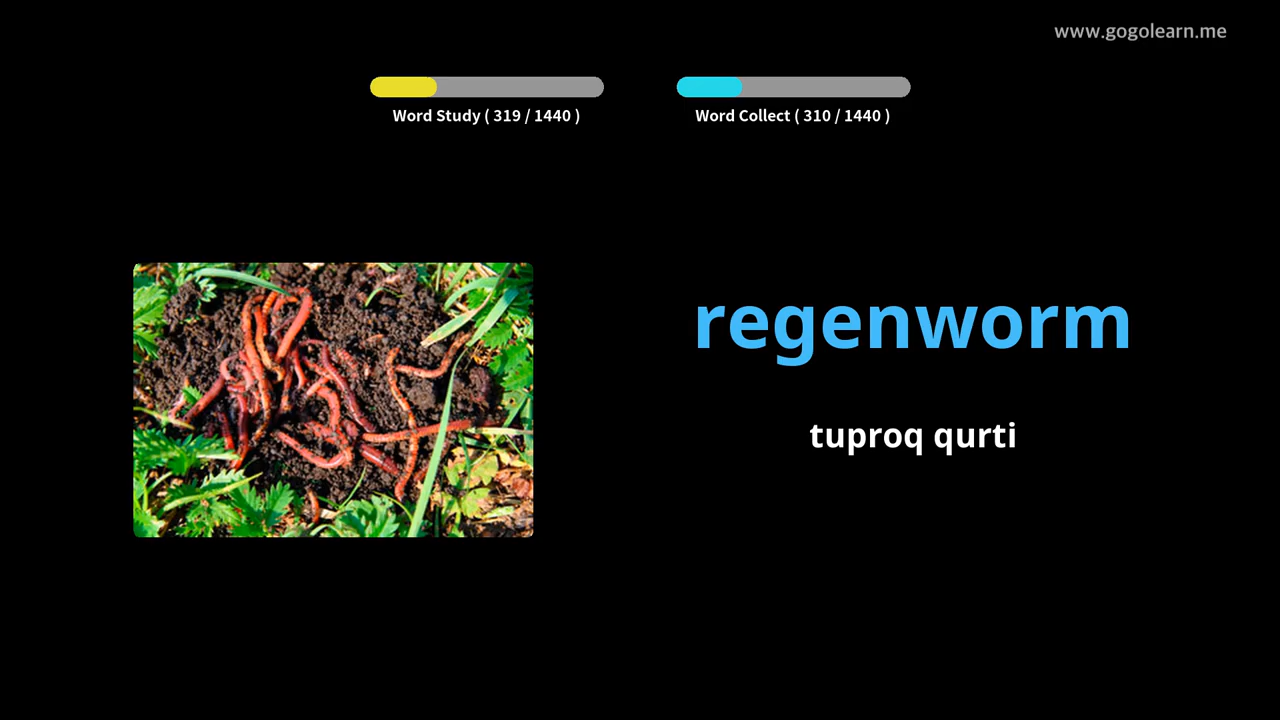 www.gogolearn.me
Word Study ( 319 / 1440 )
Word Collect ( 310 / 1440 )
regenworm
tuproq qurti